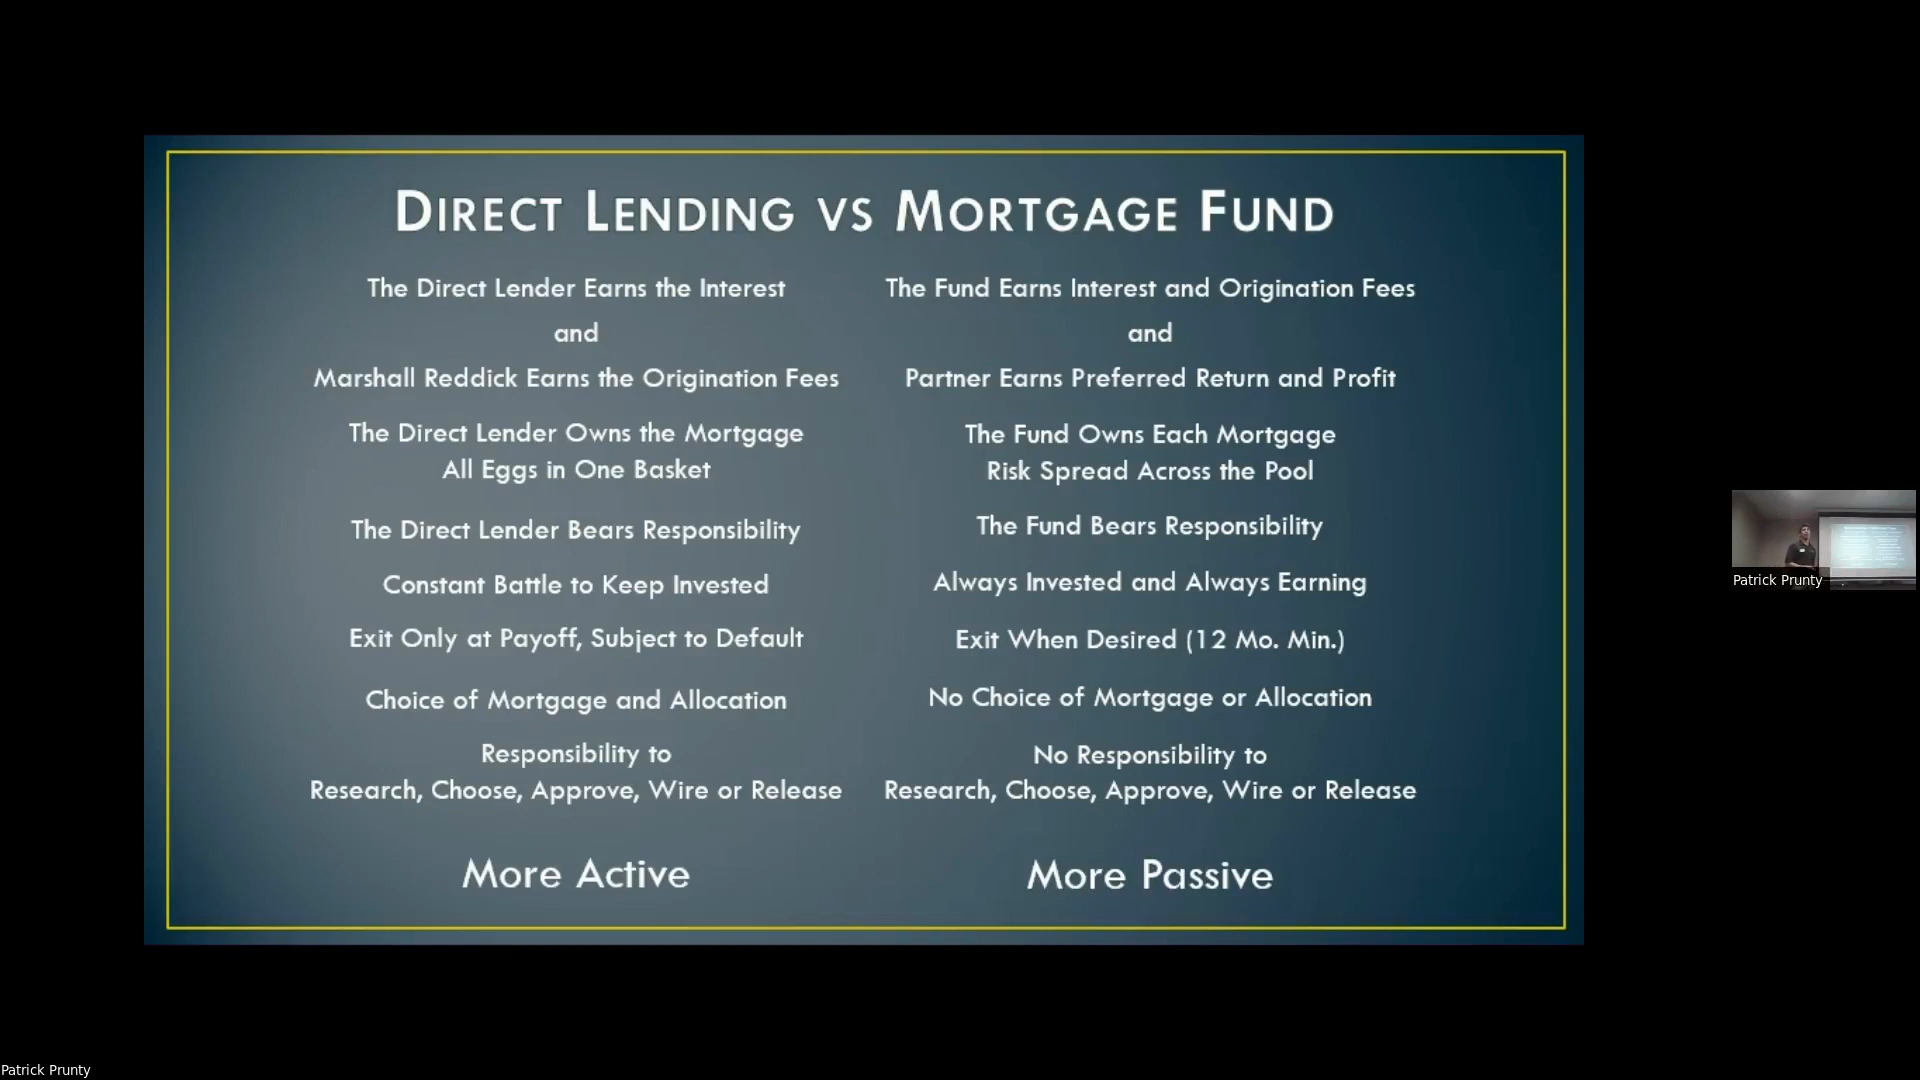 DIRECT LENDING VS MORTGAGE FUND
The Direct Lender Earns the Interest
and
Marshall Reddick Earns the Origination Fees
The Direct Lender Owns the Mortgage
All Eggs in One Basket
The Direct Lender Bears Responsibility
Constant Battle to Keep Invested
Exit Only at Payoff, Subject to Default
Choice of Mortgage and Allocation
Responsibility to
Research, Choose, Approve, Wire or Release
More Active
The Fund Earns Interest and Origination Fees
and
Partner Earns Preferred Return and Profit
The Fund Owns Each Mortgage
Risk Spread Across the Pool
The Fund Bears Responsibility
Always Invested and Always Earning
Exit When Desired (12 Mo. Min.)
No Choice of Mortgage or Allocation
No Responsibility to
Research, Choose, Approve, Wire or Release
More Passive
Patrick Prunty
Patrick Prunty